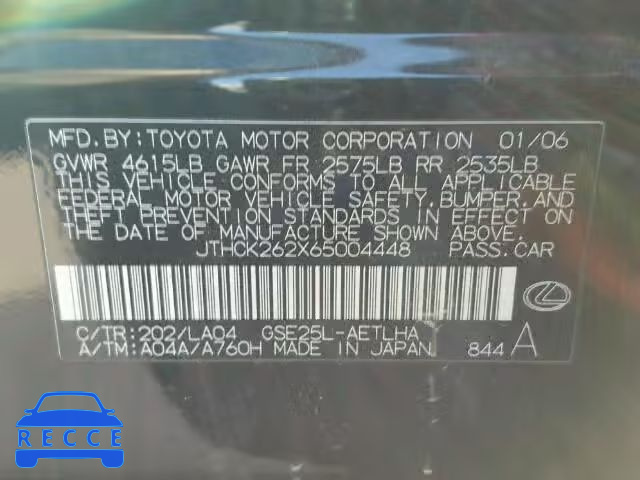 MFD.BY:TOYOTA MOTOR CORPORATION 01/06
GVWR 4615LB GAWR FR 2575LB RR 2535LB
THIS VEHICLE CONFORMS TO ALL APPLICABLE
FEDERAL MOTOR VEHICLE SAFETY,BUMPER,AND
THEFT PREVENTION STANDARDS IN EFFECT ON
THE DATE OF MANUFACTURE SHOWN ABOVE.
JTHCK262X65004448 PASS.CAR
C/TR:202/LA04 GSE25L-AETLHA
A/TM:A04A/A760H MADE IN JAPAN 844 A
RECCE